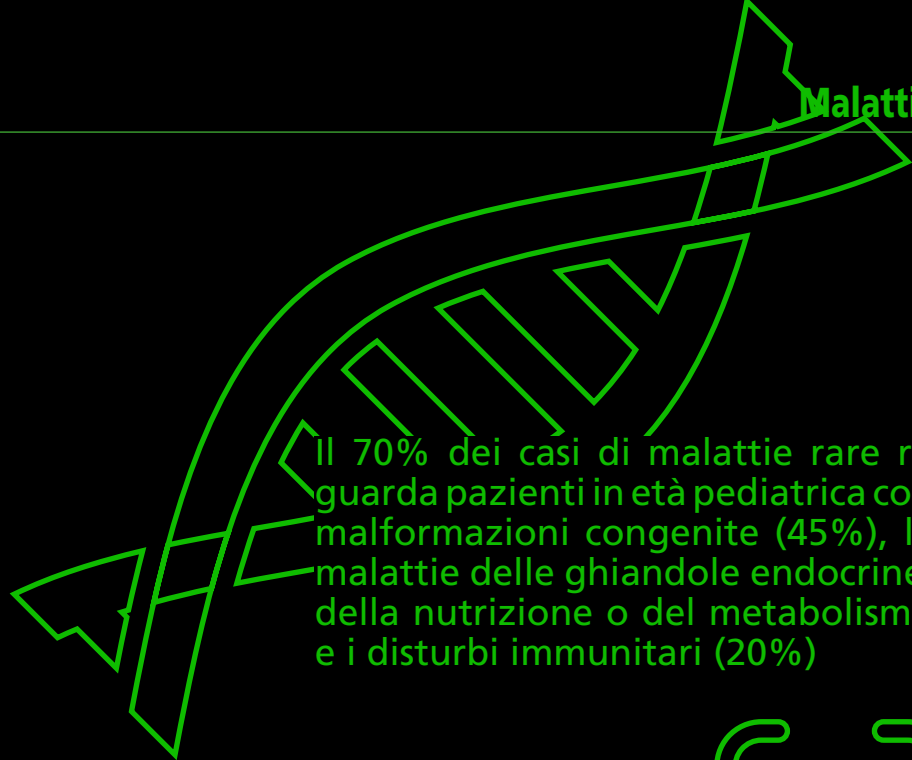 Malatti
Il 70% dei casi di malattie rare r
guarda pazienti in età pediatrica co
malformazioni congenite (45%), l
malattie delle ghiandole endocrine
della nutrizione o del metabolism
e i disturbi immunitari (20%)